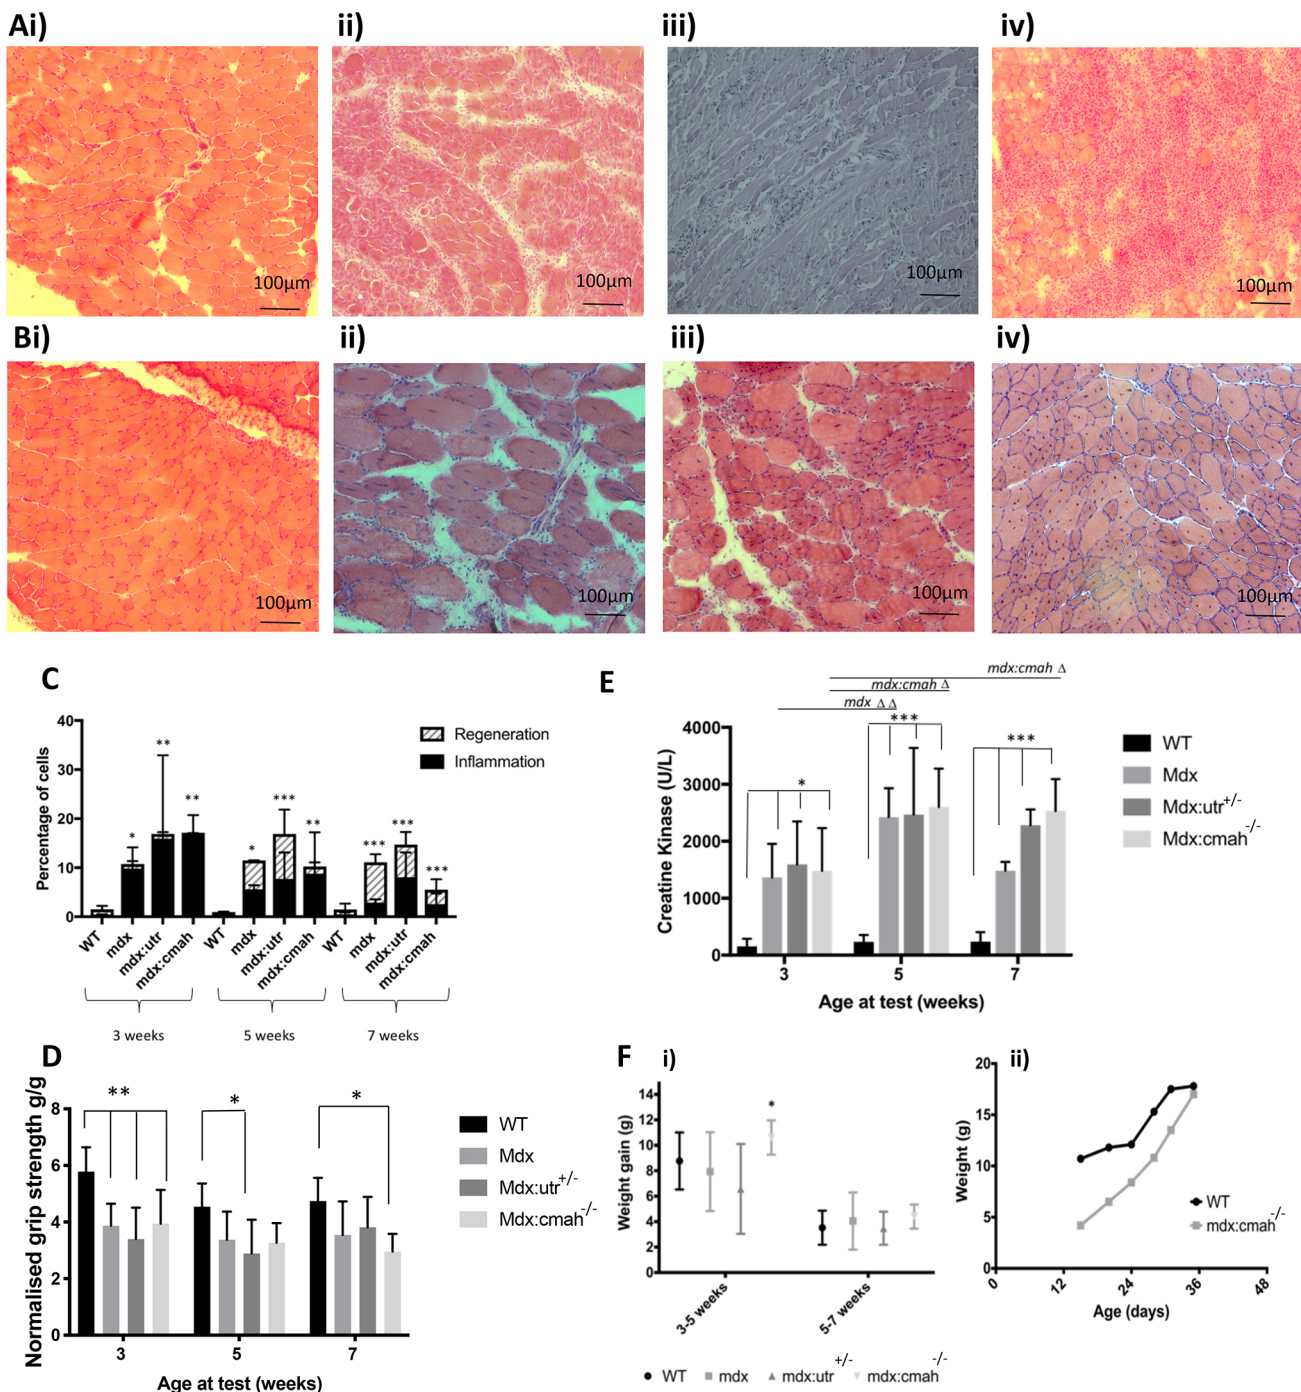 Ai)
ii)
iii)
iv)
100µm
100µm
100µm
100µm
Bi)
ii)
iii)
iv)
100µm
100µm
100µm
100µm
C
40
30
20
10
0
Percentage of cells
Regeneration
Inflammation
*
**
**
*
***
**
***
***
***
WT
mdx
mdx:utr
mdx:cmah
WT
mdx
mdx:utr
mdx:cmah
WT
mdx
mdx:utr
mdx:cmah
3 weeks
5 weeks
7 weeks
E
mdx:cmah Δ
mdx:cmah Δ
mdx Δ Δ
4000
3000
2000
1000
0
Creatine Kinase (U/L)
*
***
***
WT
Mdx
Mdx:utr+/-
Mdx:cmah-/-
3
5
7
Age at test (weeks)
D
8
6
4
2
0
Normalised grip strength g/g
**
*
*
WT
Mdx
Mdx:utr+/-
Mdx:cmah-/-
3
5
7
Age at test (weeks)
F
i)
14
12
10
8
6
4
2
0
Weight gain (g)
*
3-5 weeks
5-7 weeks
WT
mdx
mdx:utr+/-
mdx:cmah-/-
ii)
20
15
10
5
0
Weight (g)
WT
mdx:cmah-/-
0
12
24
36
48
Age (days)